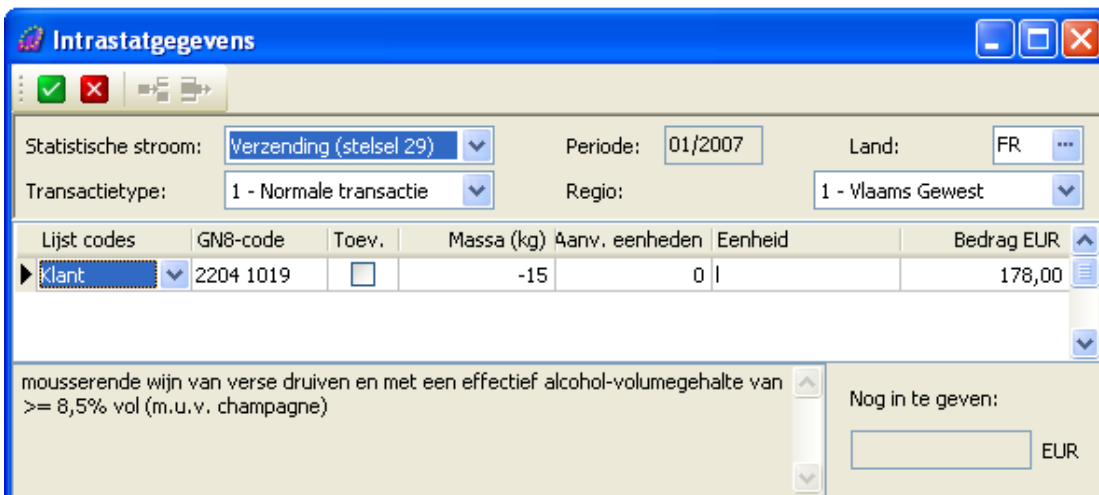 Intrastatgegevens
Statistische stroom: Verzending (stelsel 29) Periode: 01/2007 Land: FR ...
Transactietype: 1 - Normale transactie Regio: 1 - Vlaams Gewest
Lijst codes GN8-code Toev. Massa (kg) Aanv. eenheden Eenheid Bedrag EUR
Klant 2204 1019 -15 0 l 178,00
mousserende wijn van verse druiven en met een effectief alcohol-volumegehalte van
>= 8,5% vol (m.u.v. champagne)
Nog in te geven:
EUR